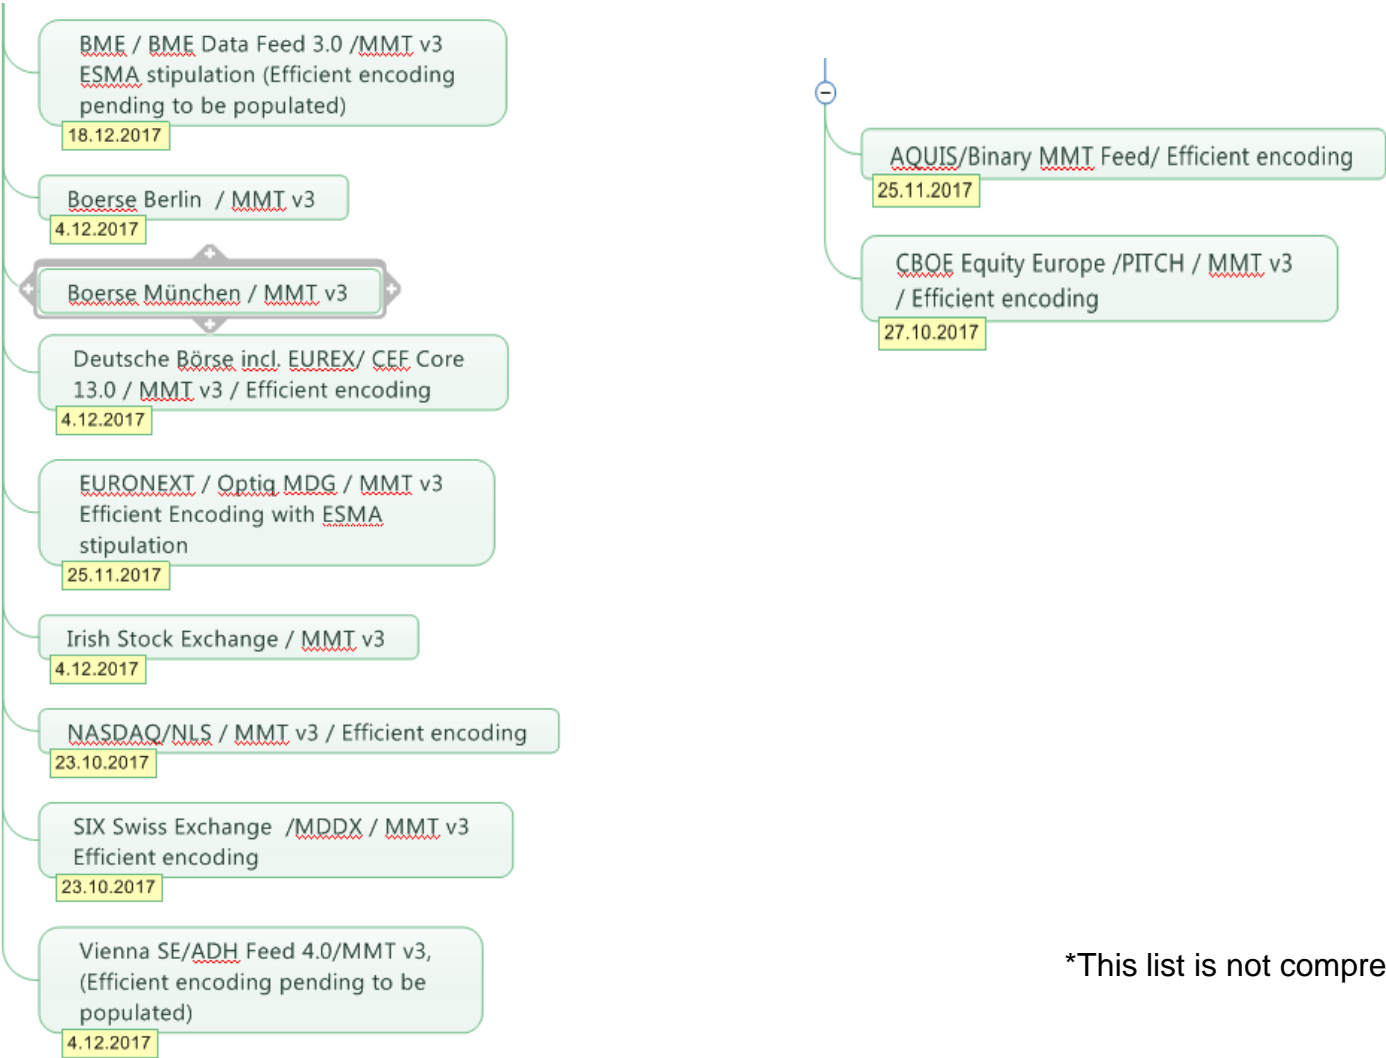 BME / BME Data Feed 3.0 /MMT v3
ESMA stipulation (Efficient encoding
pending to be populated)
18.12.2017
Boerse Berlin / MMT v3
4.12.2017
Boerse München / MMT v3
Deutsche Börse incl. EUREX/ CEF Core
13.0 / MMT v3 / Efficient encoding
4.12.2017
EURONEXT / Optiq MDG / MMT v3
Efficient Encoding with ESMA
stipulation
25.11.2017
Irish Stock Exchange / MMT v3
4.12.2017
NASDAQ/NLS / MMT v3 / Efficient encoding
23.10.2017
SIX Swiss Exchange /MDDX / MMT v3
Efficient encoding
23.10.2017
Vienna SE/ADH Feed 4.0/MMT v3,
(Efficient encoding pending to be
populated)
4.12.2017
AQUIS/Binary MMT Feed/ Efficient encoding
25.11.2017
CBOE Equity Europe /PITCH / MMT v3
/ Efficient encoding
27.10.2017
*This list is not compre